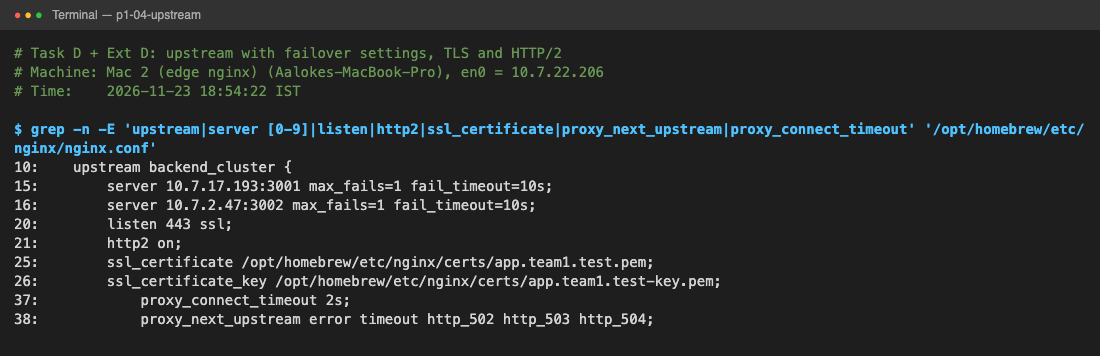 Terminal — p1-04-upstream
# Task D + Ext D: upstream with failover settings, TLS and HTTP/2
# Machine: Mac 2 (edge nginx) (Aalokes-MacBook-Pro), en0 = 10.7.22.206
# Time:    2026-11-23 18:54:22 IST
$ grep -n -E 'upstream|server [0-9]|listen|http2|ssl_certificate|proxy_next_upstream|proxy_connect_timeout' '/opt/homebrew/etc/
nginx/nginx.conf'
10:    upstream backend_cluster {
15:        server 10.7.17.193:3001 max_fails=1 fail_timeout=10s;
16:        server 10.7.2.47:3002 max_fails=1 fail_timeout=10s;
20:        listen 443 ssl;
21:        http2 on;
25:        ssl_certificate /opt/homebrew/etc/nginx/certs/app.team1.test.pem;
26:        ssl_certificate_key /opt/homebrew/etc/nginx/certs/app.team1.test-key.pem;
37:            proxy_connect_timeout 2s;
38:            proxy_next_upstream error timeout http_502 http_503 http_504;